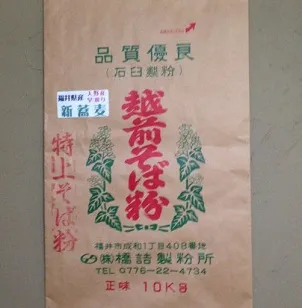 品質優良
(石臼製粉)
福井県産
新蕎麦
越前そば粉
特上そば粉
福井市成和1丁目409番地
㈱橋詰製粉所
TEL 0776-22-4734
正味 10KG